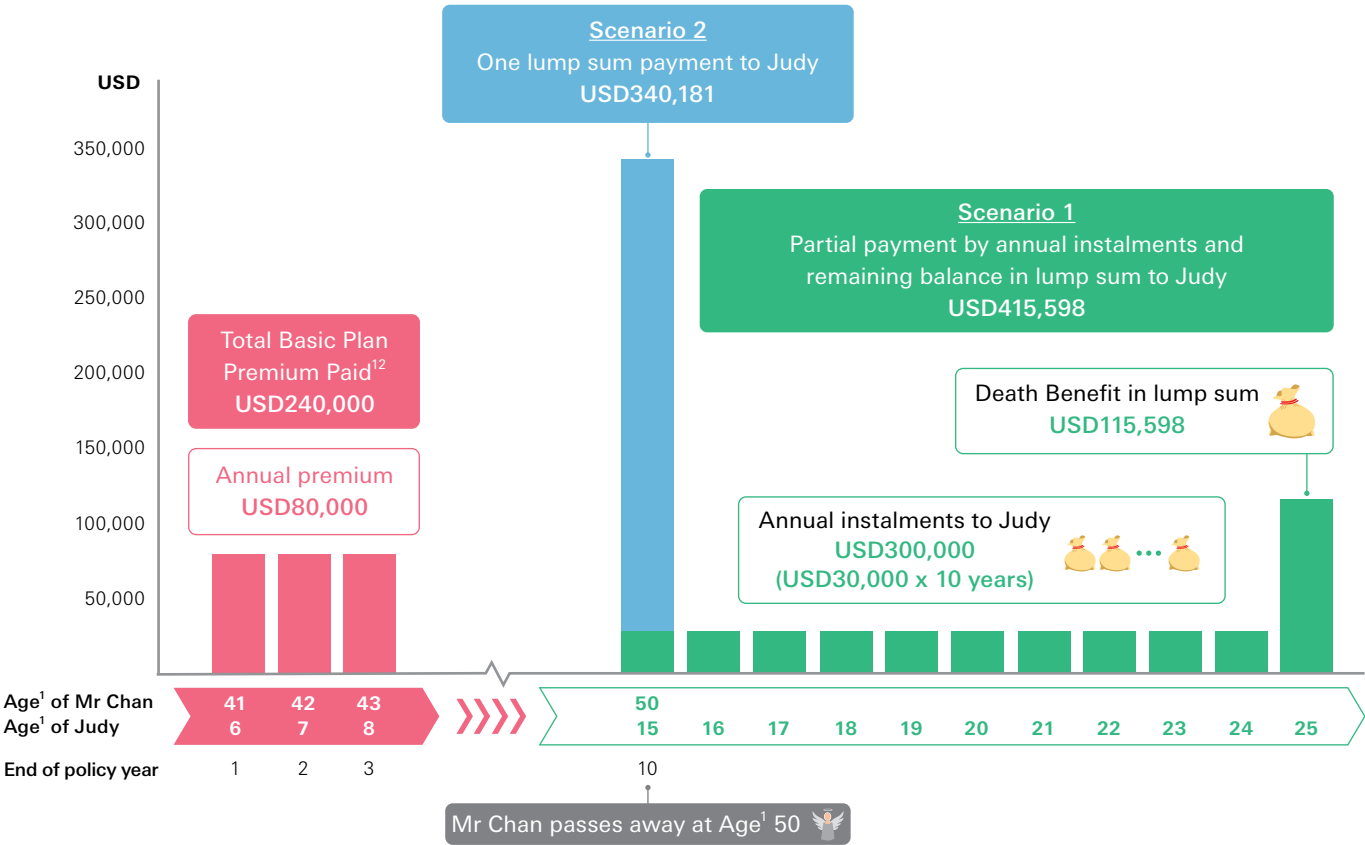 Scenario 2
One lump sum payment to Judy
USD340,181
USD
350,000
300,000
250,000
200,000
150,000
100,000
50,000
Scenario 1
Partial payment by annual instalments and
remaining balance in lump sum to Judy
USD415,598
Total Basic Plan
Premium Paid12
USD240,000
Annual premium
USD80,000
Death Benefit in lump sum
USD115,598
Annual instalments to Judy
USD300,000
(USD30,000 x 10 years)
Age1 of Mr Chan 41 42 43 50
Age1 of Judy 6 7 8 15 16 17 18 19 20 21 22 23 24 25
End of policy year 1 2 3 10
Mr Chan passes away at Age1 50